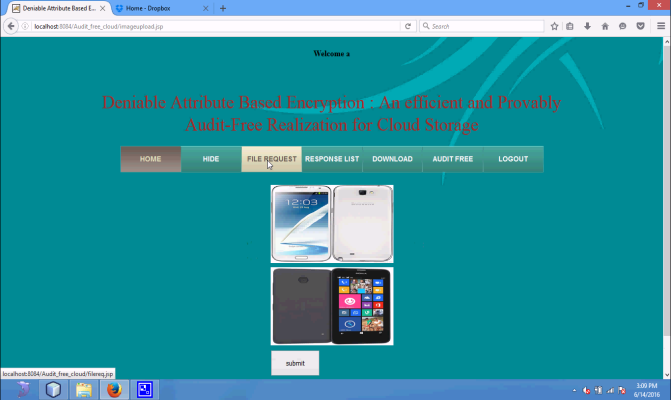 Deniable Attribute Based E...
Home - Dropbox
localhost:8084/Audit_free_cloud/imageupload.jsp
Search
Welcome a
Deniable Attribute Based Encryption : An efficient and Provably
Audit-Free Realization for Cloud Storage
HOME HIDE FILE REQUEST RESPONSE LIST DOWNLOAD AUDIT FREE LOGOUT
12:03
submit
localhost:8084/Audit_free_cloud/filereq.jsp
3:09 PM
6/14/2016